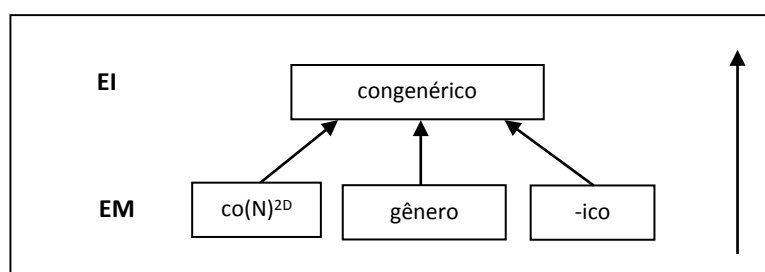 EI
congenérico
EM
co(N)²ᴰ
gênero
-ico